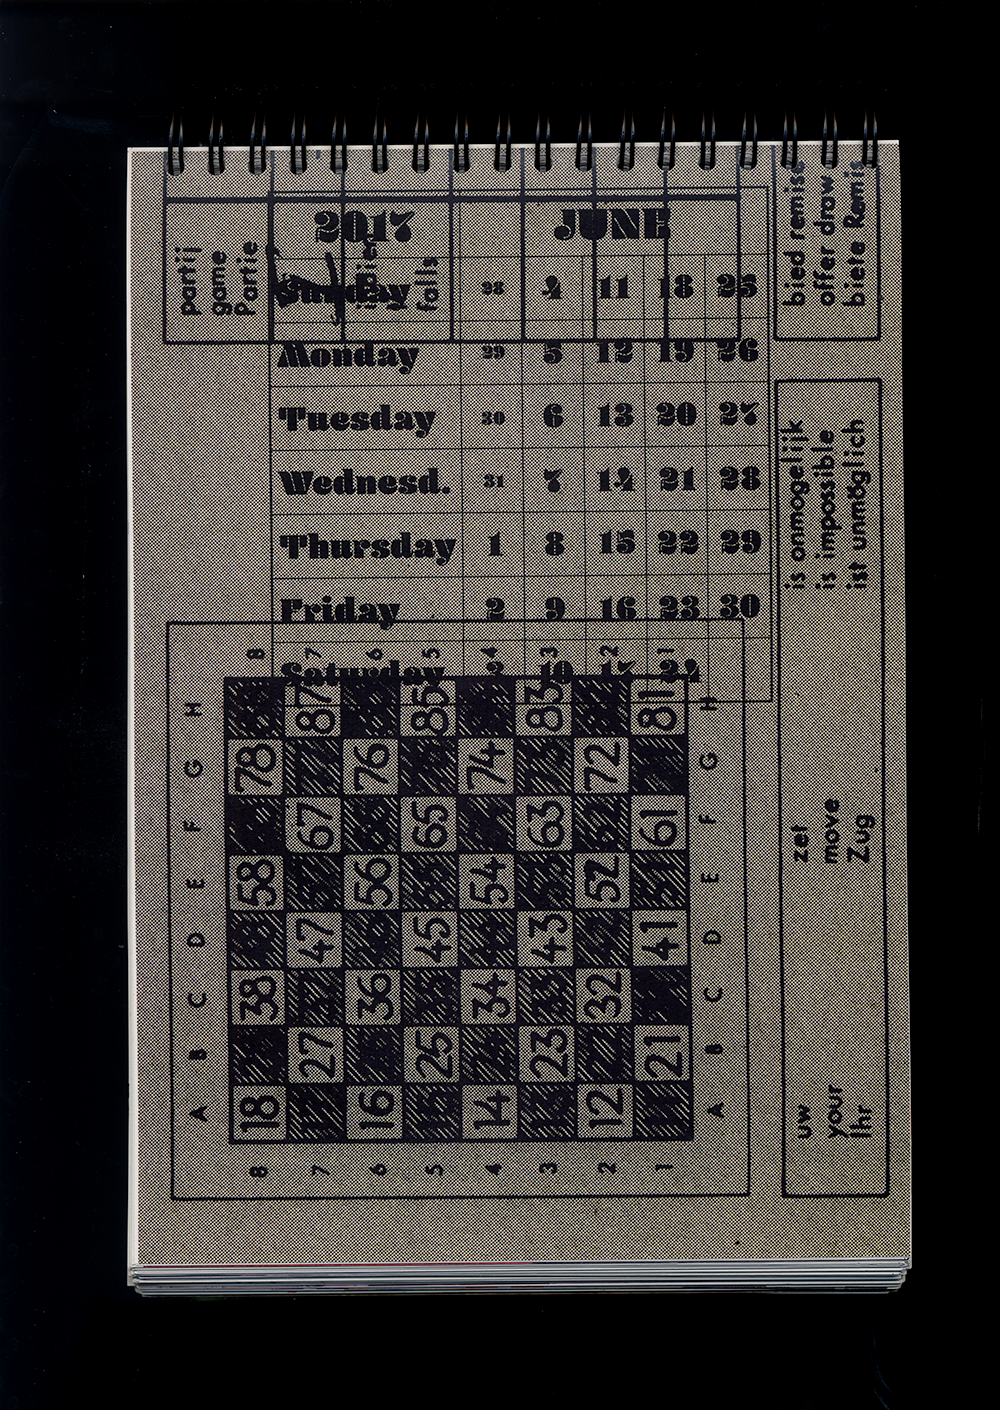 2017 JUNE
Sunday 28 4 11 18 25
Monday 29 5 12 19 26
Tuesday 30 6 13 20 27
Wednesd. 31 7 14 21 28
Thursday 1 8 15 22 29
Friday 2 9 16 23 30
Saturday 3 10 17 24
partij
game
Partie
falls
bied remise
offer draw
biete Remis
is onmogelijk
is impossible
ist unmöglich
zet
move
Zug
uw
your
Ihr
8 7 6 5 4 3 2 1
H 87 85 83 81 H
G 78 76 74 72 G
F 67 65 63 61 F
E 58 56 54 52 E
D 47 45 43 41 D
C 38 36 34 32 C
B 27 25 23 21 B
A 18 16 14 12 A
8 7 6 5 4 3 2 1